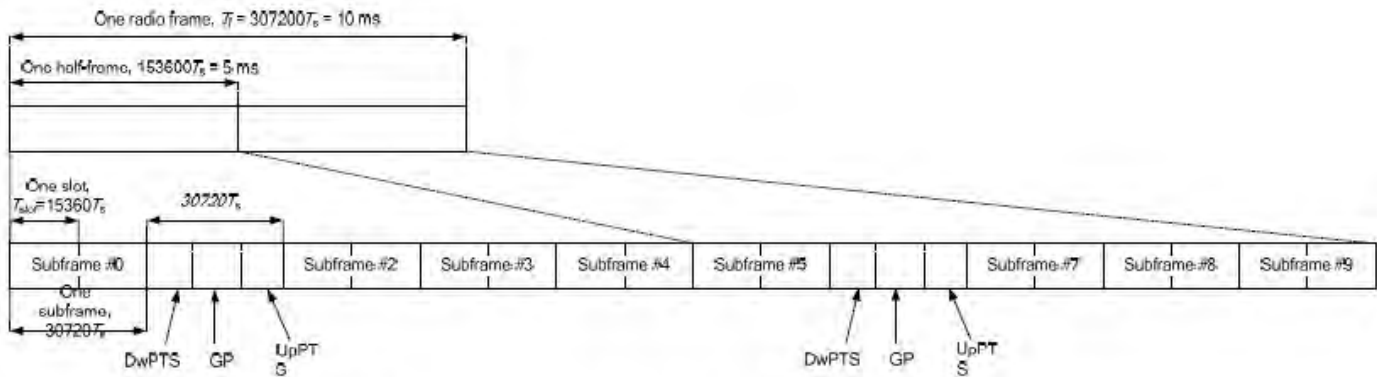 One radio frame, Tf = 307200Ts = 10 ms
One half-frame, 153600Ts = 5 ms
One slot,
Tslot=15360Ts
30720Ts
Subframe #0
Subframe #2
Subframe #3
Subframe #4
Subframe #5
Subframe #7
Subframe #8
Subframe #9
One
subframe,
30720Ts
DwPTS
GP
UpPT
S
DwPTS
GP
UpPT
S